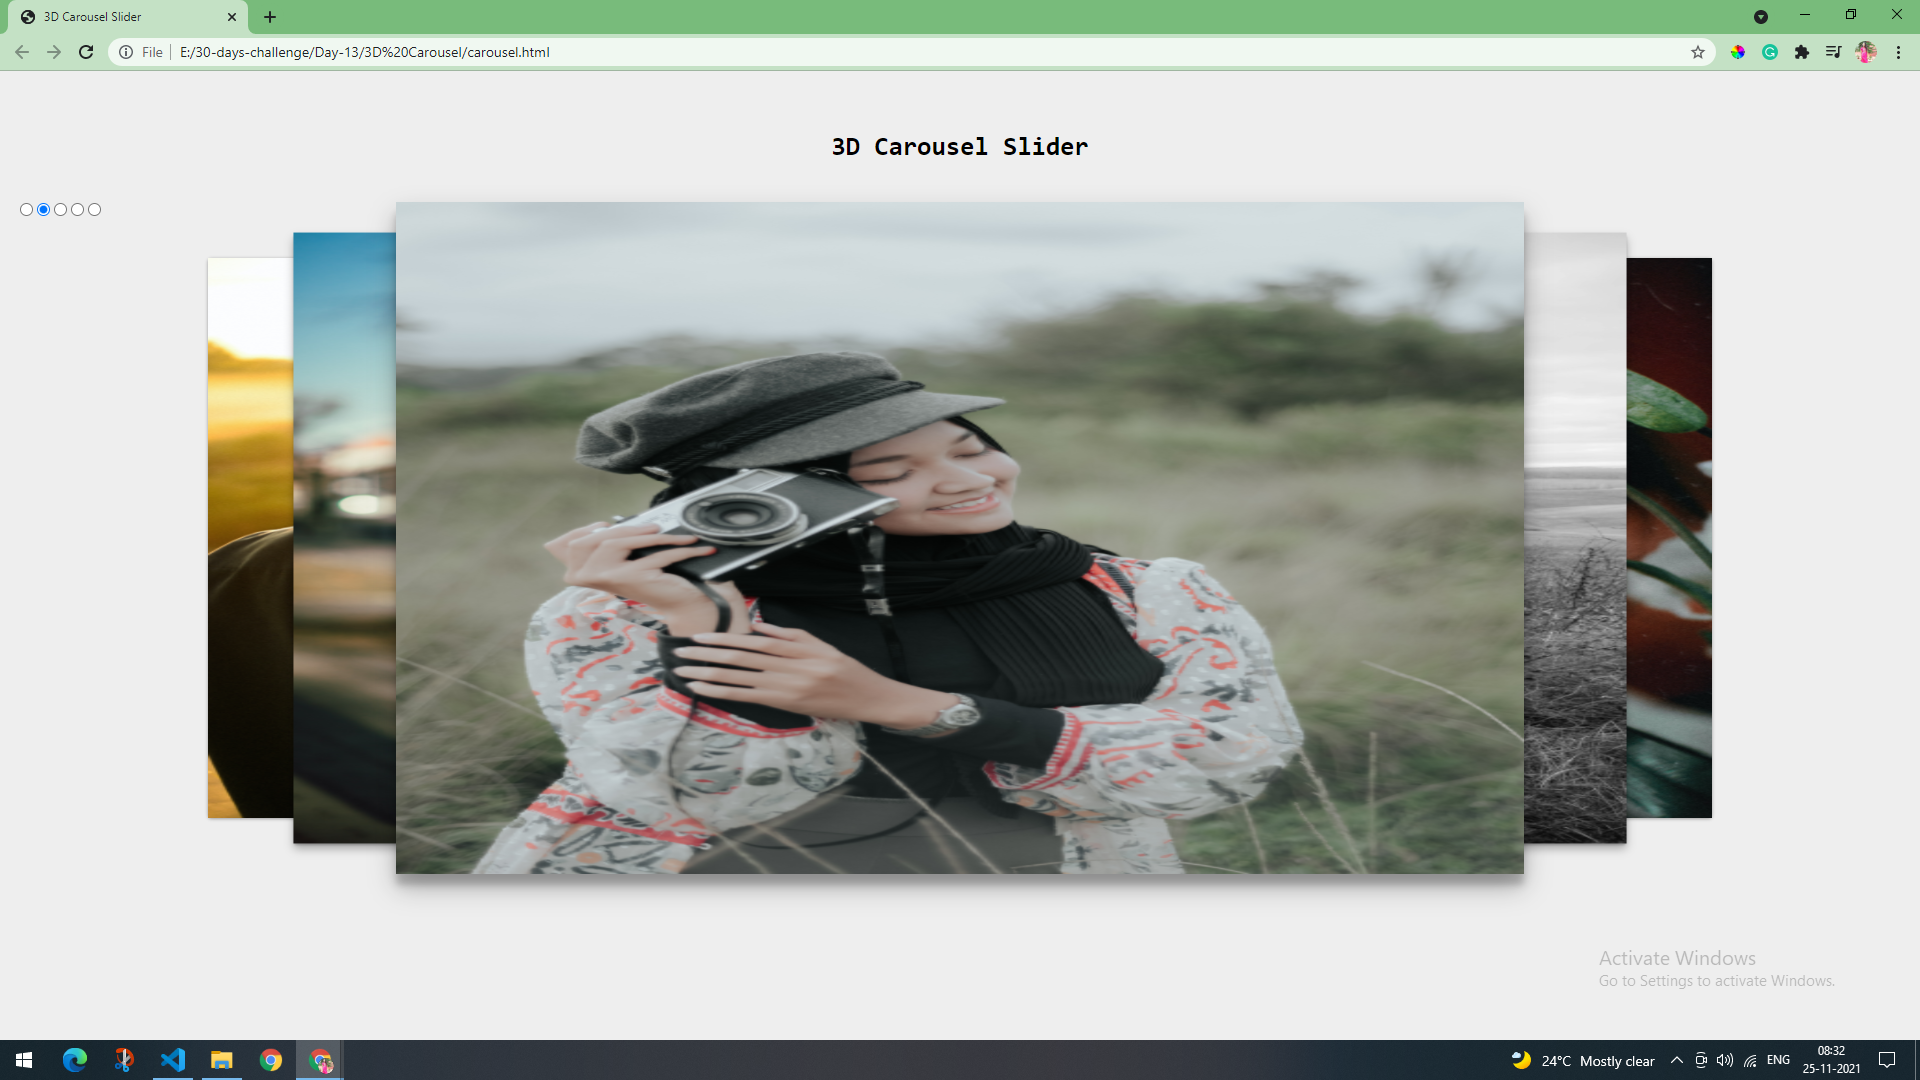 3D Carousel Slider
File
E:/30-days-challenge/Day-13/3D%20Carousel/carousel.html
3D Carousel Slider
Activate Windows
Go to Settings to activate Windows.
24°C Mostly clear
ENG
08:32
25-11-2021